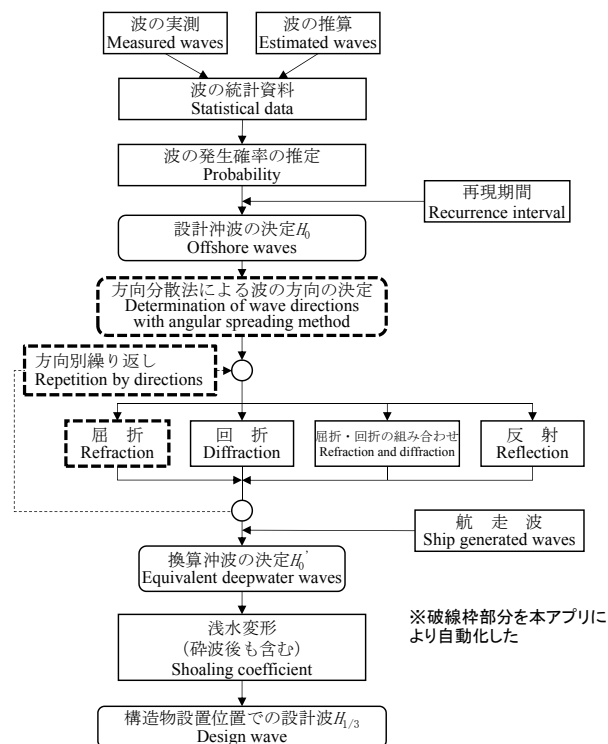 波の実測
Measured waves
波の推算
Estimated waves
波の統計資料
Statistical data
波の発生確率の推定
Probability
再現期間
Recurrence interval
設計沖波の決定H0
Offshore waves
方向分散法による波の方向の決定
Determination of wave directions
with angular spreading method
方向別繰り返し
Repetition by directions
屈 折
Refraction
回 折
Diffraction
屈折・回折の組み合わせ
Refraction and diffraction
反 射
Reflection
航 走 波
Ship generated waves
換算沖波の決定H0'
Equivalent deepwater waves
浅水変形
(砕波後も含む)
Shoaling coefficient
※破線枠部分を本アプリに
より自動化した
構造物設置位置での設計波H1/3
Design wave